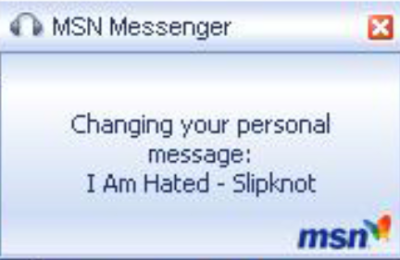 MSN Messenger
Changing your personal
message:
I Am Hated - Slipknot
msn